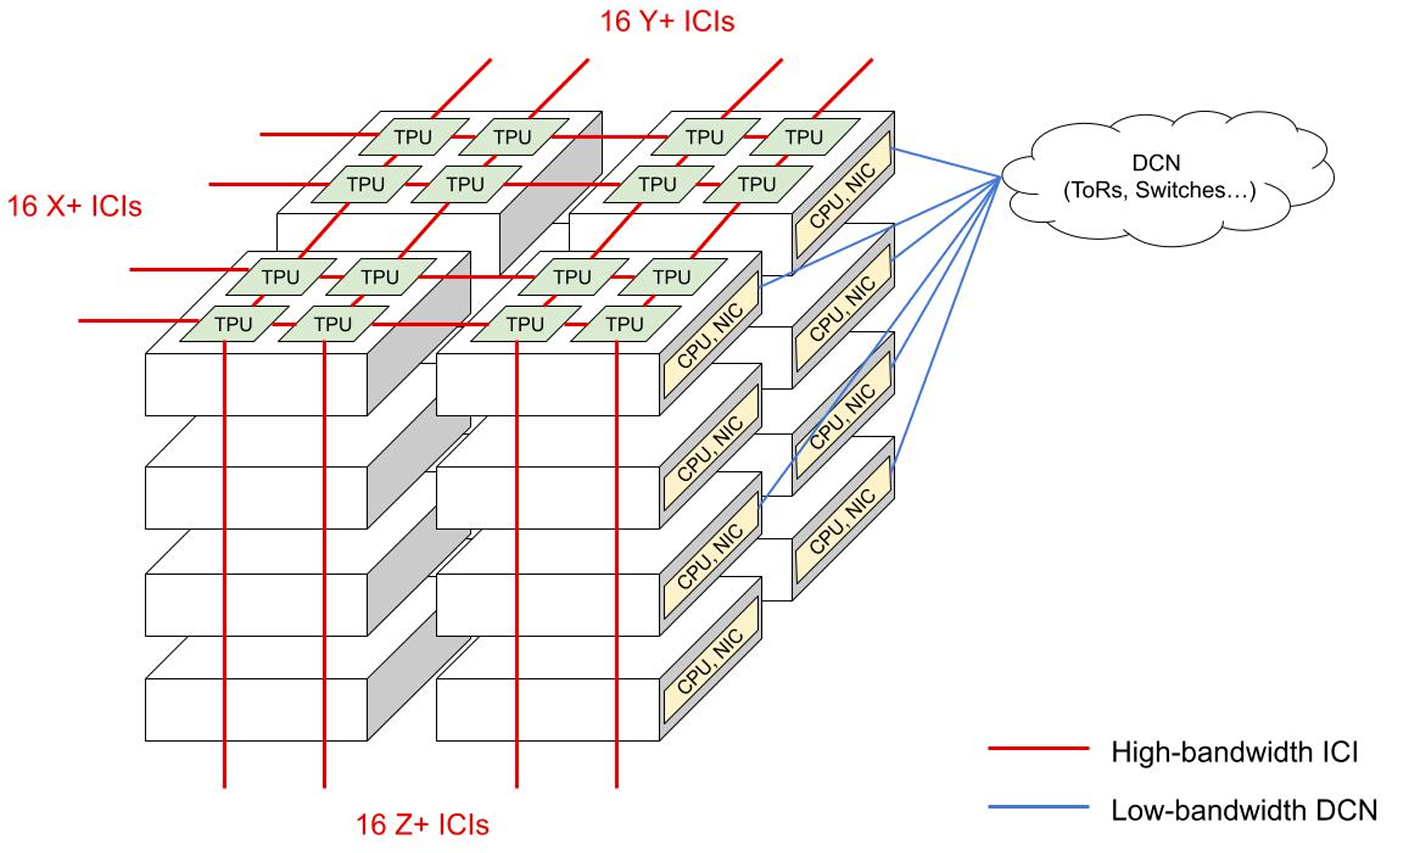 16 Y+ ICIs
TPU
TPU
TPU
TPU
TPU
TPU
TPU
TPU
CPU, NIC
DCN
(ToRs, Switches...)
16 X+ ICIs
TPU
TPU
TPU
TPU
TPU
TPU
TPU
TPU
CPU, NIC
CPU, NIC
CPU, NIC
CPU, NIC
CPU, NIC
CPU, NIC
CPU, NIC
High-bandwidth ICI
Low-bandwidth DCN
16 Z+ ICIs